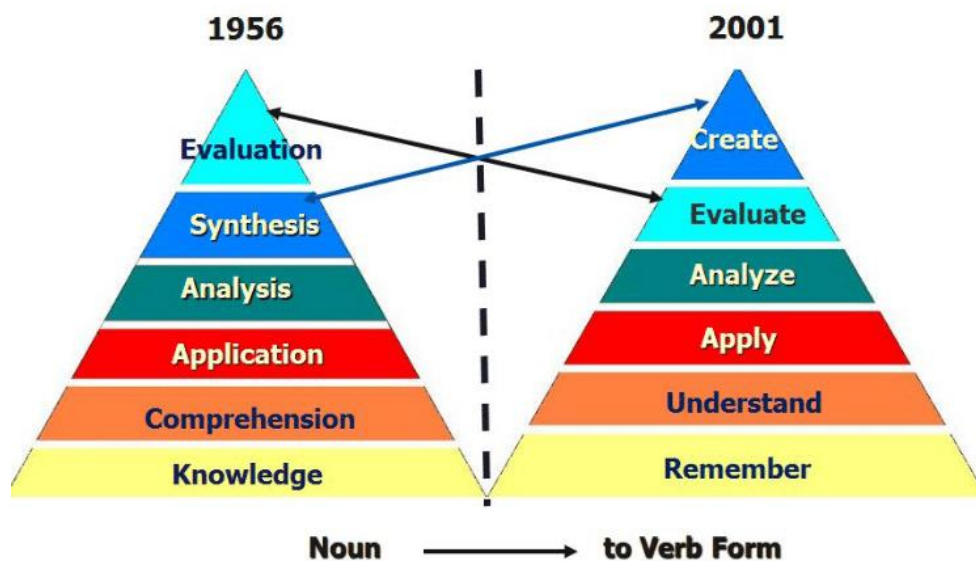 1956
2001
Evaluation
Synthesis
Analysis
Application
Comprehension
Knowledge
Create
Evaluate
Analyze
Apply
Understand
Remember
Noun to Verb Form